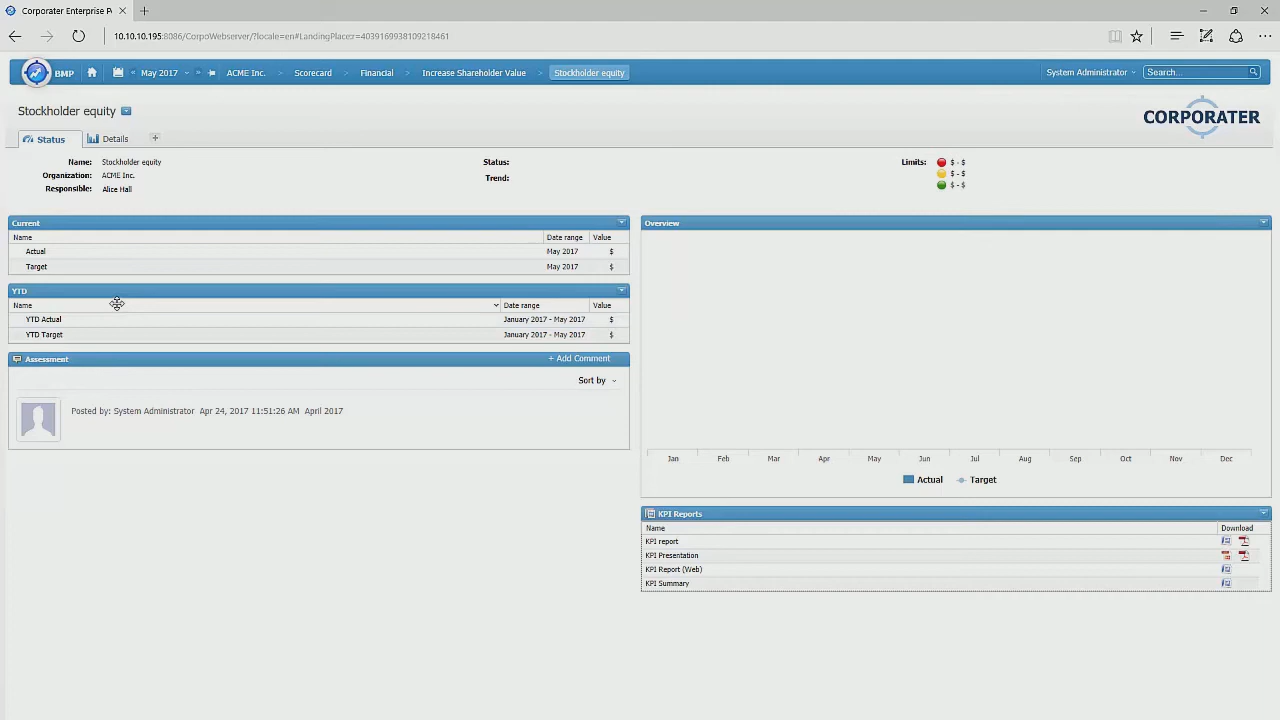 Corporater Enterprise P
10.10.10.195:8086/CorpoWebserver/?locale=en#LandingPlace:r=4039169938109218461
BMP May 2017 ACME Inc. > Scorecard > Financial > Increase Shareholder Value > Stockholder equity System Administrator Search...
Stockholder equity
CORPORATER
Status Details +
Name: Stockholder equity
Organization: ACME Inc.
Responsible: Alice Hall
Status:
Trend:
Limits: $ - $
$ - $
$ - $
Current
Name Date range Value
Actual May 2017 $
Target May 2017 $
YTD
Name Date range Value
YTD Actual January 2017 - May 2017 $
YTD Target January 2017 - May 2017 $
Assessment + Add Comment
Sort by
Posted by: System Administrator Apr 24, 2017 11:51:26 AM April 2017
Overview
Jan Feb Mar Apr May Jun Jul Aug Sep Oct Nov Dec
Actual Target
KPI Reports
Name Download
KPI report
KPI Presentation
KPI Report (Web)
KPI Summary